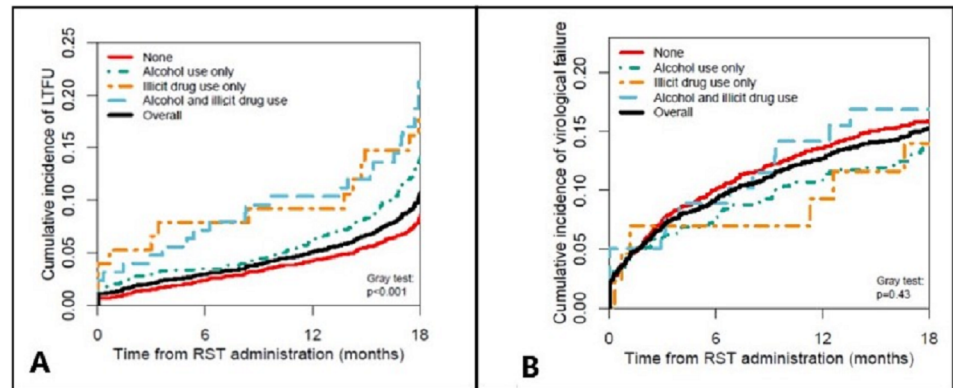 Cumulative incidence of LTFU
0.25
0.20
0.15
0.10
0.05
0.00
None
Alcohol use only
Illicit drug use only
Alcohol and illicit drug use
Overall
Gray test:
p<0.001
0 6 12 18
Time from RST administration (months)
A
Cumulative incidence of virological failure
0.20
0.15
0.10
0.05
0.00
None
Alcohol use only
Illicit drug use only
Alcohol and illicit drug use
Overall
Gray test:
p=0.43
0 6 12 18
Time from RST administration (months)
B